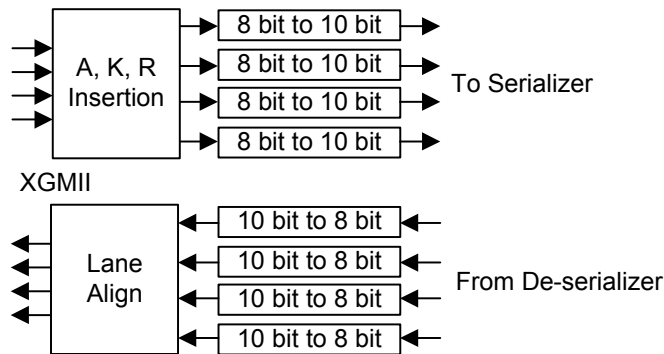 8 bit to 10 bit
8 bit to 10 bit
8 bit to 10 bit
8 bit to 10 bit
A, K, R
Insertion
To Serializer
XGMII
10 bit to 8 bit
10 bit to 8 bit
10 bit to 8 bit
10 bit to 8 bit
Lane
Align
From De-serializer